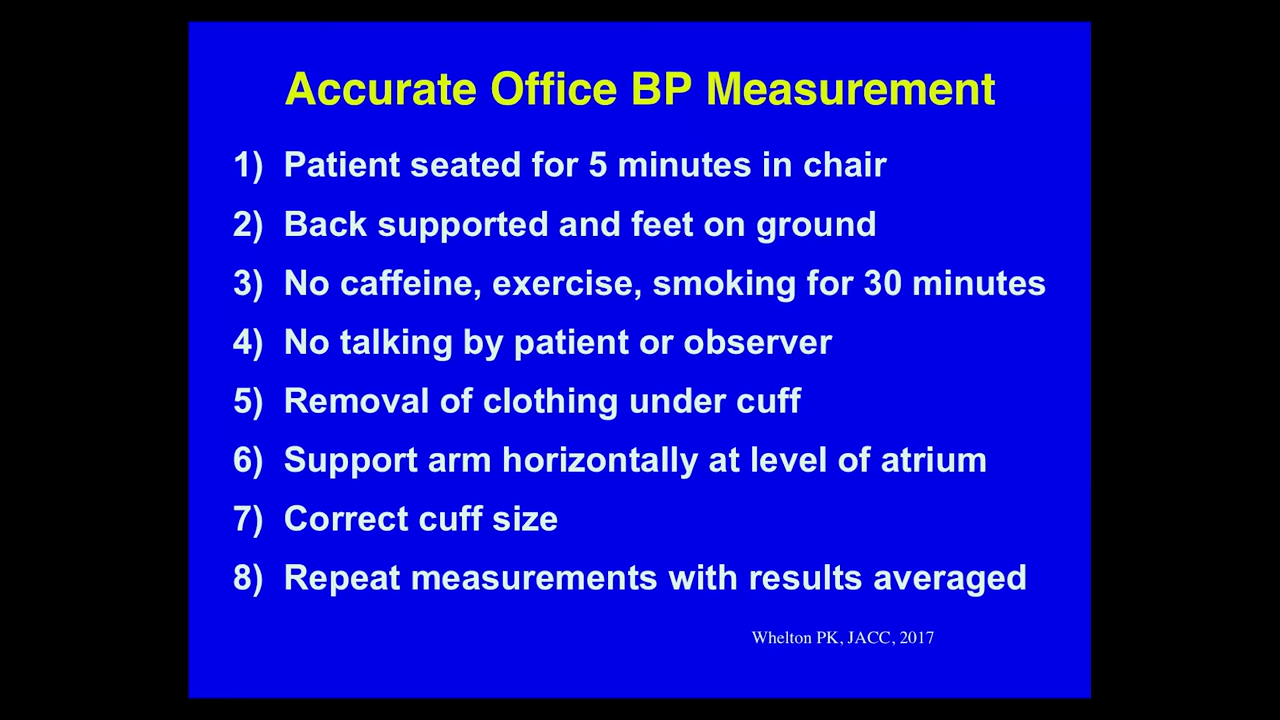 Accurate Office BP Measurement
1) Patient seated for 5 minutes in chair
2) Back supported and feet on ground
3) No caffeine, exercise, smoking for 30 minutes
4) No talking by patient or observer
5) Removal of clothing under cuff
6) Support arm horizontally at level of atrium
7) Correct cuff size
8) Repeat measurements with results averaged
Whelton PK, JACC, 2017